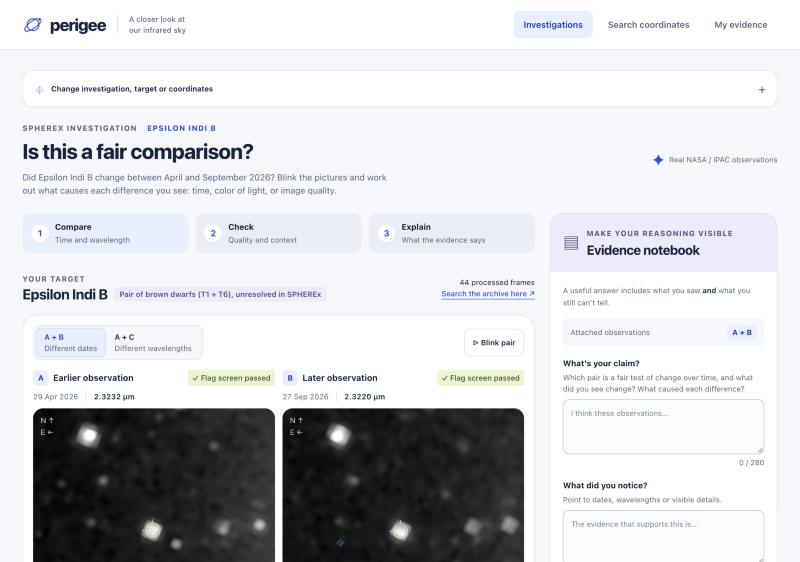 perigee
A closer look at
our infrared sky
Investigations
Search coordinates
My evidence
Change investigation, target or coordinates
+
SPHEREX INVESTIGATION EPSILON INDI B
Is this a fair comparison?
Real NASA / IPAC observations
Did Epsilon Indi B change between April and September 2026? Blink the pictures and work
out what causes each difference you see: time, color of light, or image quality.
1 Compare
Time and wavelength
2 Check
Quality and context
3 Explain
What the evidence says
YOUR TARGET
Epsilon Indi B Pair of brown dwarfs (T1 + T6), unresolved in SPHEREx
44 processed frames
Search the archive here ↗
A + B
Different dates
A + C
Different wavelengths
▷ Blink pair
A Earlier observation ✓ Flag screen passed
29 Apr 2026 2.3232 µm
N ↑
E ←
B Later observation ✓ Flag screen passed
27 Sep 2026 2.3220 µm
N ↑
E ←
MAKE YOUR REASONING VISIBLE
Evidence notebook
A useful answer includes what you saw and what you
still can't tell.
Attached observations A + B
What's your claim?
Which pair is a fair test of change over time, and what
did you see change? What caused each difference?
I think these observations...
0 / 280
What did you notice?
Point to dates, wavelengths or visible details.
The evidence that supports this is...